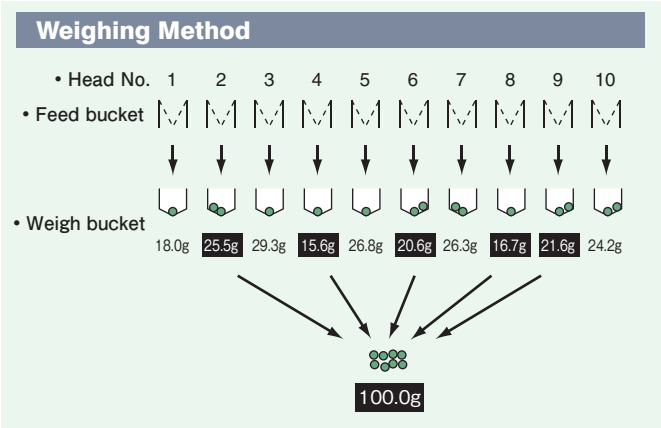 Weighing Method
• Head No. 1 2 3 4 5 6 7 8 9 10
• Feed bucket
• Weigh bucket
18.0g 25.5g 29.3g 15.6g 26.8g 20.6g 26.3g 16.7g 21.6g 24.2g
100.0g